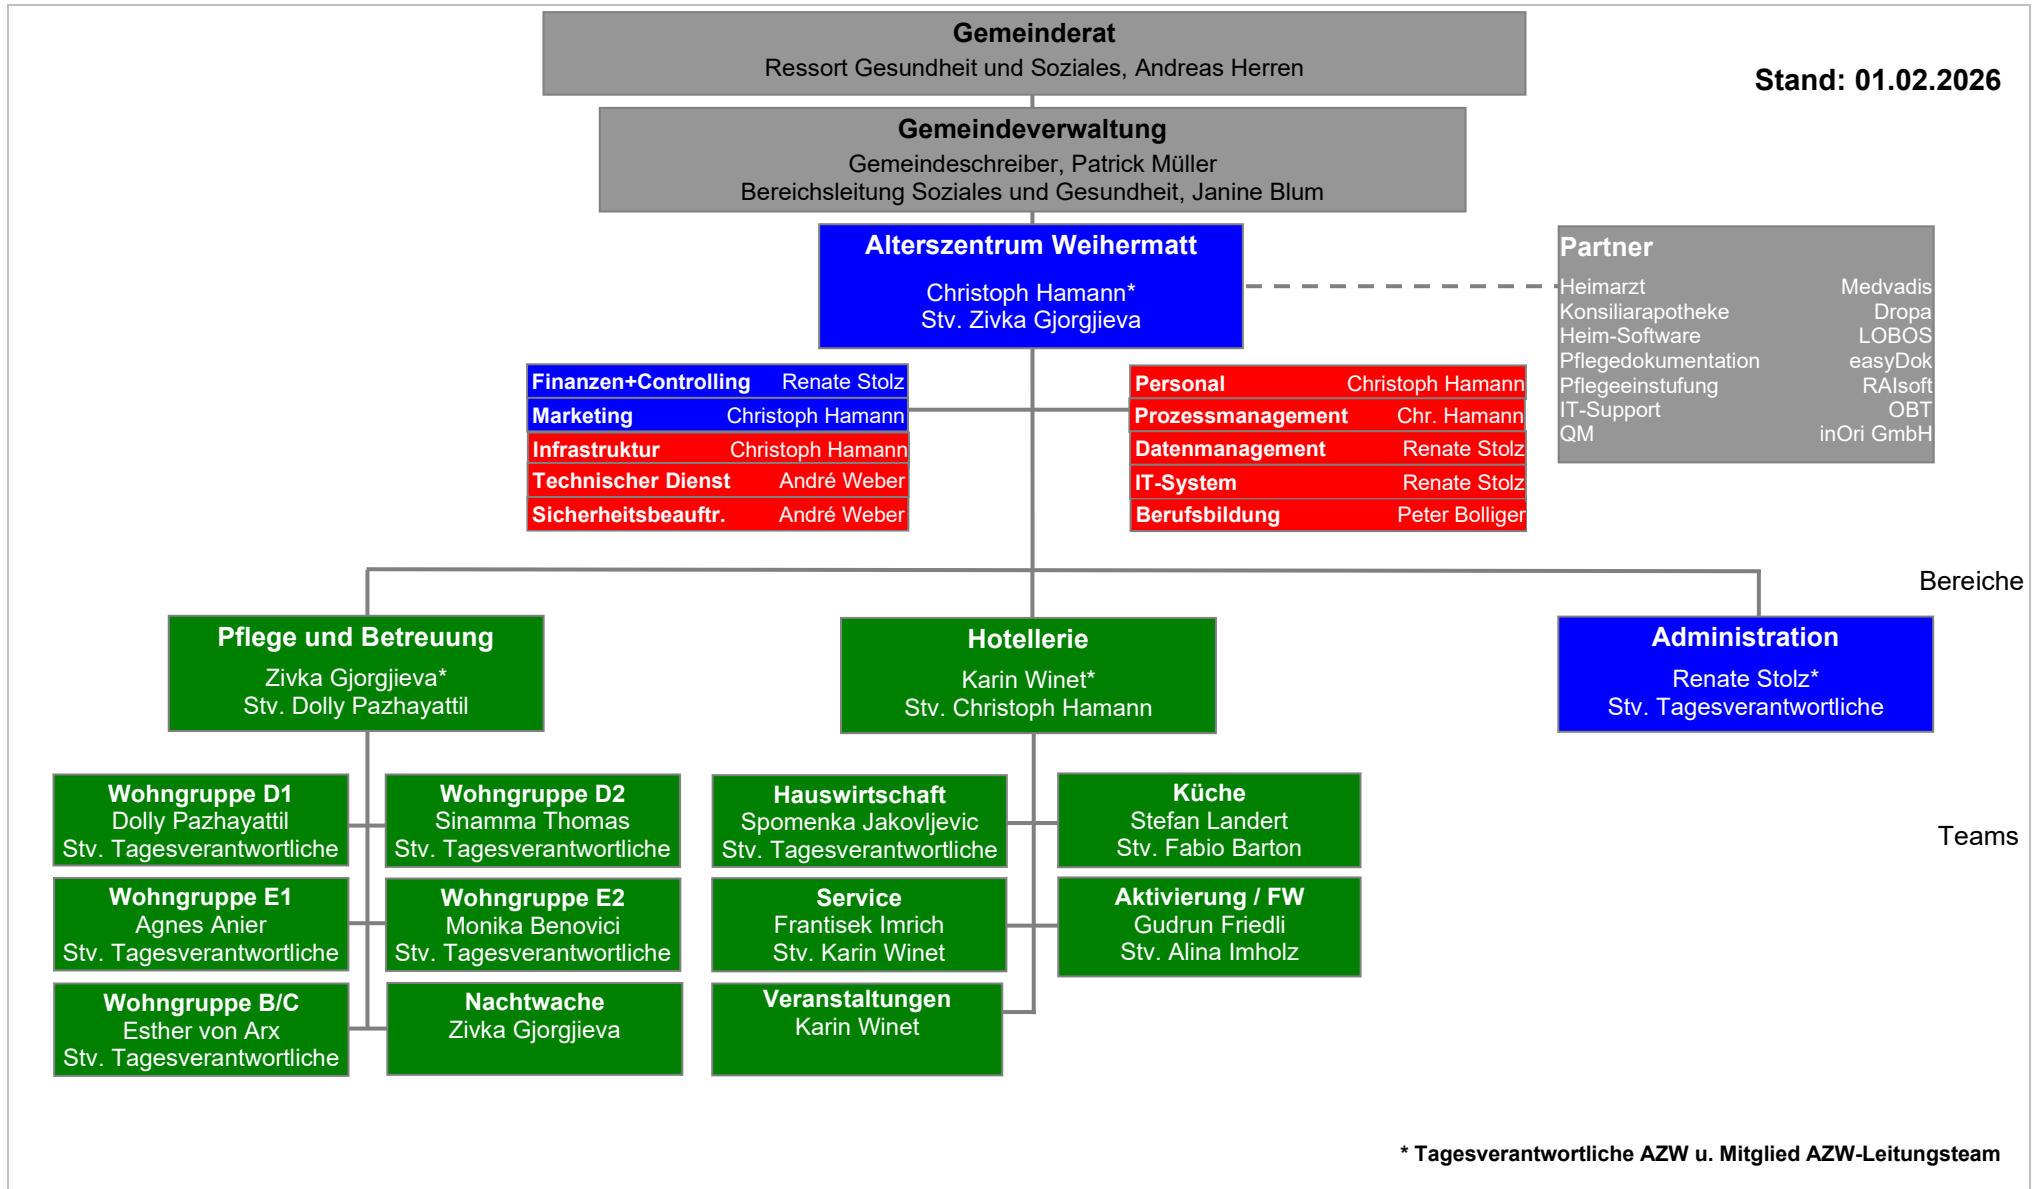 Gemeinderat
Ressort Gesundheit und Soziales, Andreas Herren
Stand: 01.02.2026
Gemeindeverwaltung
Gemeindeschreiber, Patrick Müller
Bereichsleitung Soziales und Gesundheit, Janine Blum
Alterszentrum Weihermatt
Christoph Hamann*
Stv. Zivka Gjorgjieva
Partner
Heimarzt Medvadis
Konsiliarapotheke Dropa
Heim-Software LOBOS
Pflegedokumentation easyDok
Pflegeeinstufung RAIsoft
IT-Support OBT
QM inOri GmbH
Finanzen+Controlling Renate Stolz
Marketing Christoph Hamann
Infrastruktur Christoph Hamann
Technischer Dienst André Weber
Sicherheitsbeauftr. André Weber
Personal Christoph Hamann
Prozessmanagement Chr. Hamann
Datenmanagement Renate Stolz
IT-System Renate Stolz
Berufsbildung Peter Bolliger
Bereiche
Pflege und Betreuung
Zivka Gjorgjieva*
Stv. Dolly Pazhayattil
Hotellerie
Karin Winet*
Stv. Christoph Hamann
Administration
Renate Stolz*
Stv. Tagesverantwortliche
Teams
Wohngruppe D1
Dolly Pazhayattil
Stv. Tagesverantwortliche
Wohngruppe D2
Sinamma Thomas
Stv. Tagesverantwortliche
Hauswirtschaft
Spomenka Jakovljevic
Stv. Tagesverantwortliche
Küche
Stefan Landert
Stv. Fabio Barton
Wohngruppe E1
Agnes Anier
Stv. Tagesverantwortliche
Wohngruppe E2
Monika Benovici
Stv. Tagesverantwortliche
Service
Frantisek Imrich
Stv. Karin Winet
Aktivierung / FW
Gudrun Friedli
Stv. Alina Imholz
Wohngruppe B/C
Esther von Arx
Stv. Tagesverantwortliche
Nachtwache
Zivka Gjorgjieva
Veranstaltungen
Karin Winet
* Tagesverantwortliche AZW u. Mitglied AZW-Leitungsteam